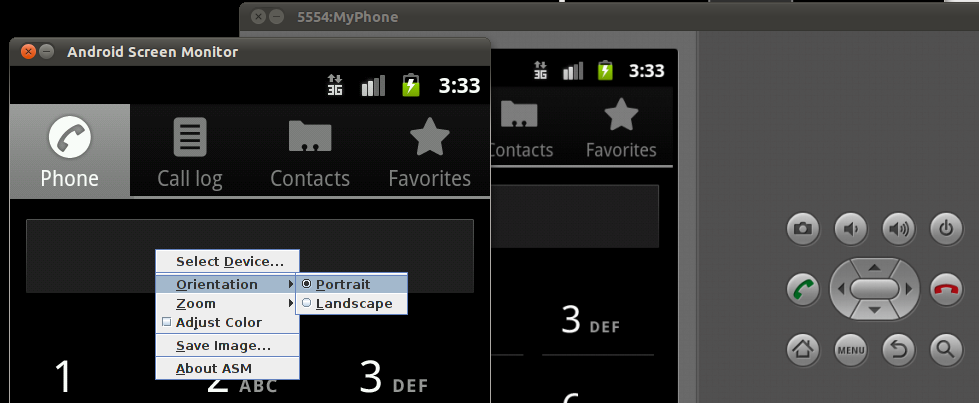 5554:MyPhone
Android Screen Monitor
3G 3:33
3G 3:33
Phone Call log Contacts Favorites
Contacts Favorites
Select Device...
Orientation
Portrait
Zoom
Landscape
Adjust Color
Save Image...
About ASM
1 2 ABC 3 DEF
3 DEF
MENU